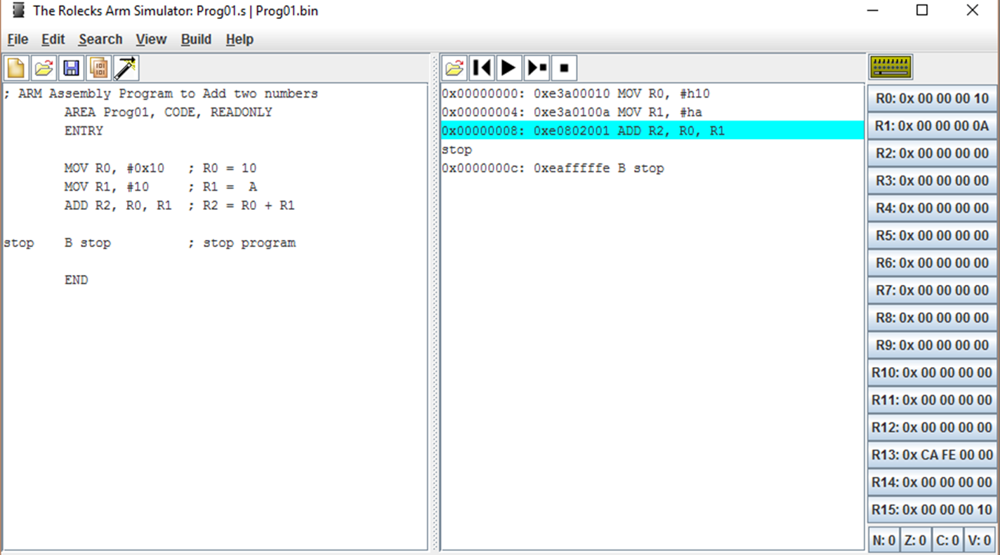 The Rolecks Arm Simulator: Prog01.s | Prog01.bin
File Edit Search View Build Help
; ARM Assembly Program to Add two numbers
AREA Prog01, CODE, READONLY
ENTRY
MOV R0, #0x10 ; R0 = 10
MOV R1, #10 ; R1 = A
ADD R2, R0, R1 ; R2 = R0 + R1
stop B stop ; stop program
END
0x00000000: 0xe3a00010 MOV R0, #h10
0x00000004: 0xe3a0100a MOV R1, #ha
0x00000008: 0xe0802001 ADD R2, R0, R1
stop
0x0000000c: 0xeafffffe B stop
R0: 0x 00 00 00 10
R1: 0x 00 00 00 0A
R2: 0x 00 00 00 00
R3: 0x 00 00 00 00
R4: 0x 00 00 00 00
R5: 0x 00 00 00 00
R6: 0x 00 00 00 00
R7: 0x 00 00 00 00
R8: 0x 00 00 00 00
R9: 0x 00 00 00 00
R10: 0x 00 00 00 00
R11: 0x 00 00 00 00
R12: 0x 00 00 00 00
R13: 0x CA FE 00 00
R14: 0x 00 00 00 00
R15: 0x 00 00 00 10
N: 0 Z: 0 C: 0 V: 0